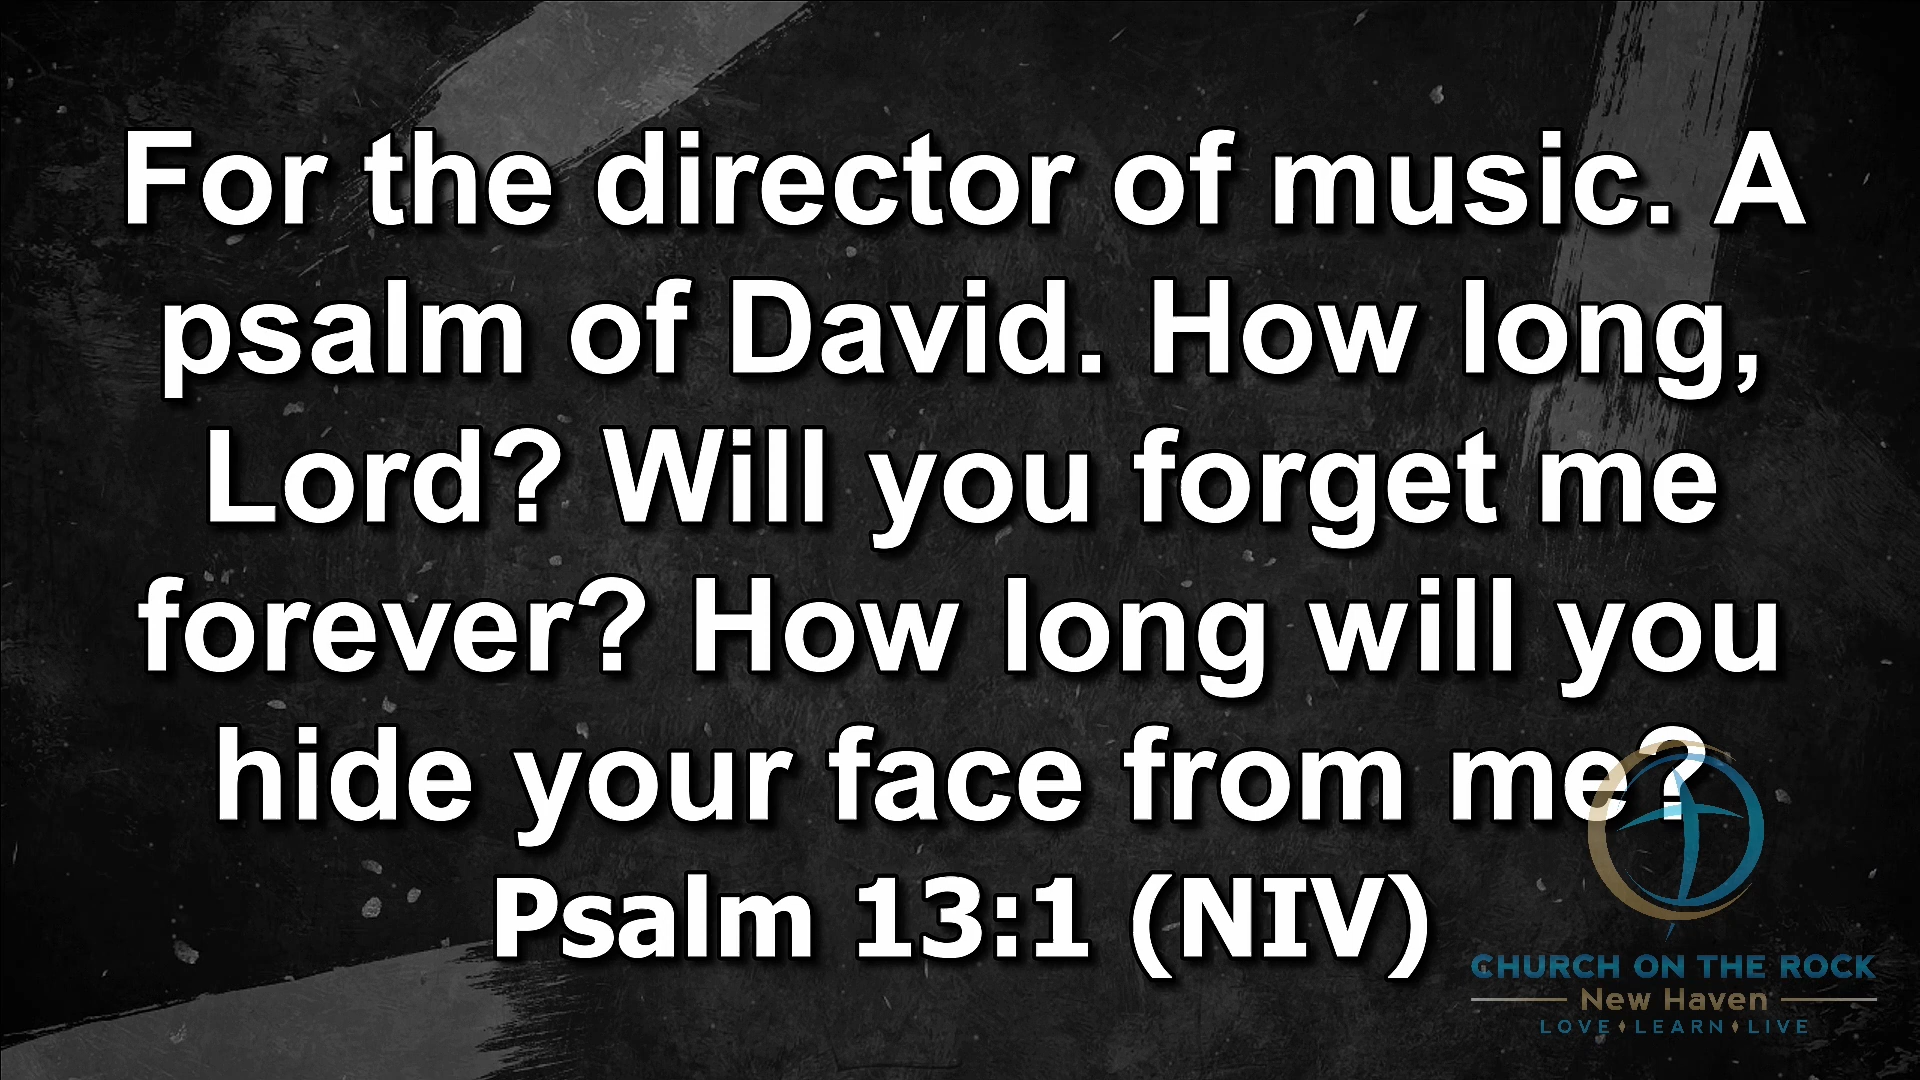 For the director of music. A
psalm of David. How long,
Lord? Will you forget me
forever? How long will you
hide your face from me?
Psalm 13:1 (NIV)
CHURCH ON THE ROCK
New Haven
LOVE♦LEARN♦LIVE